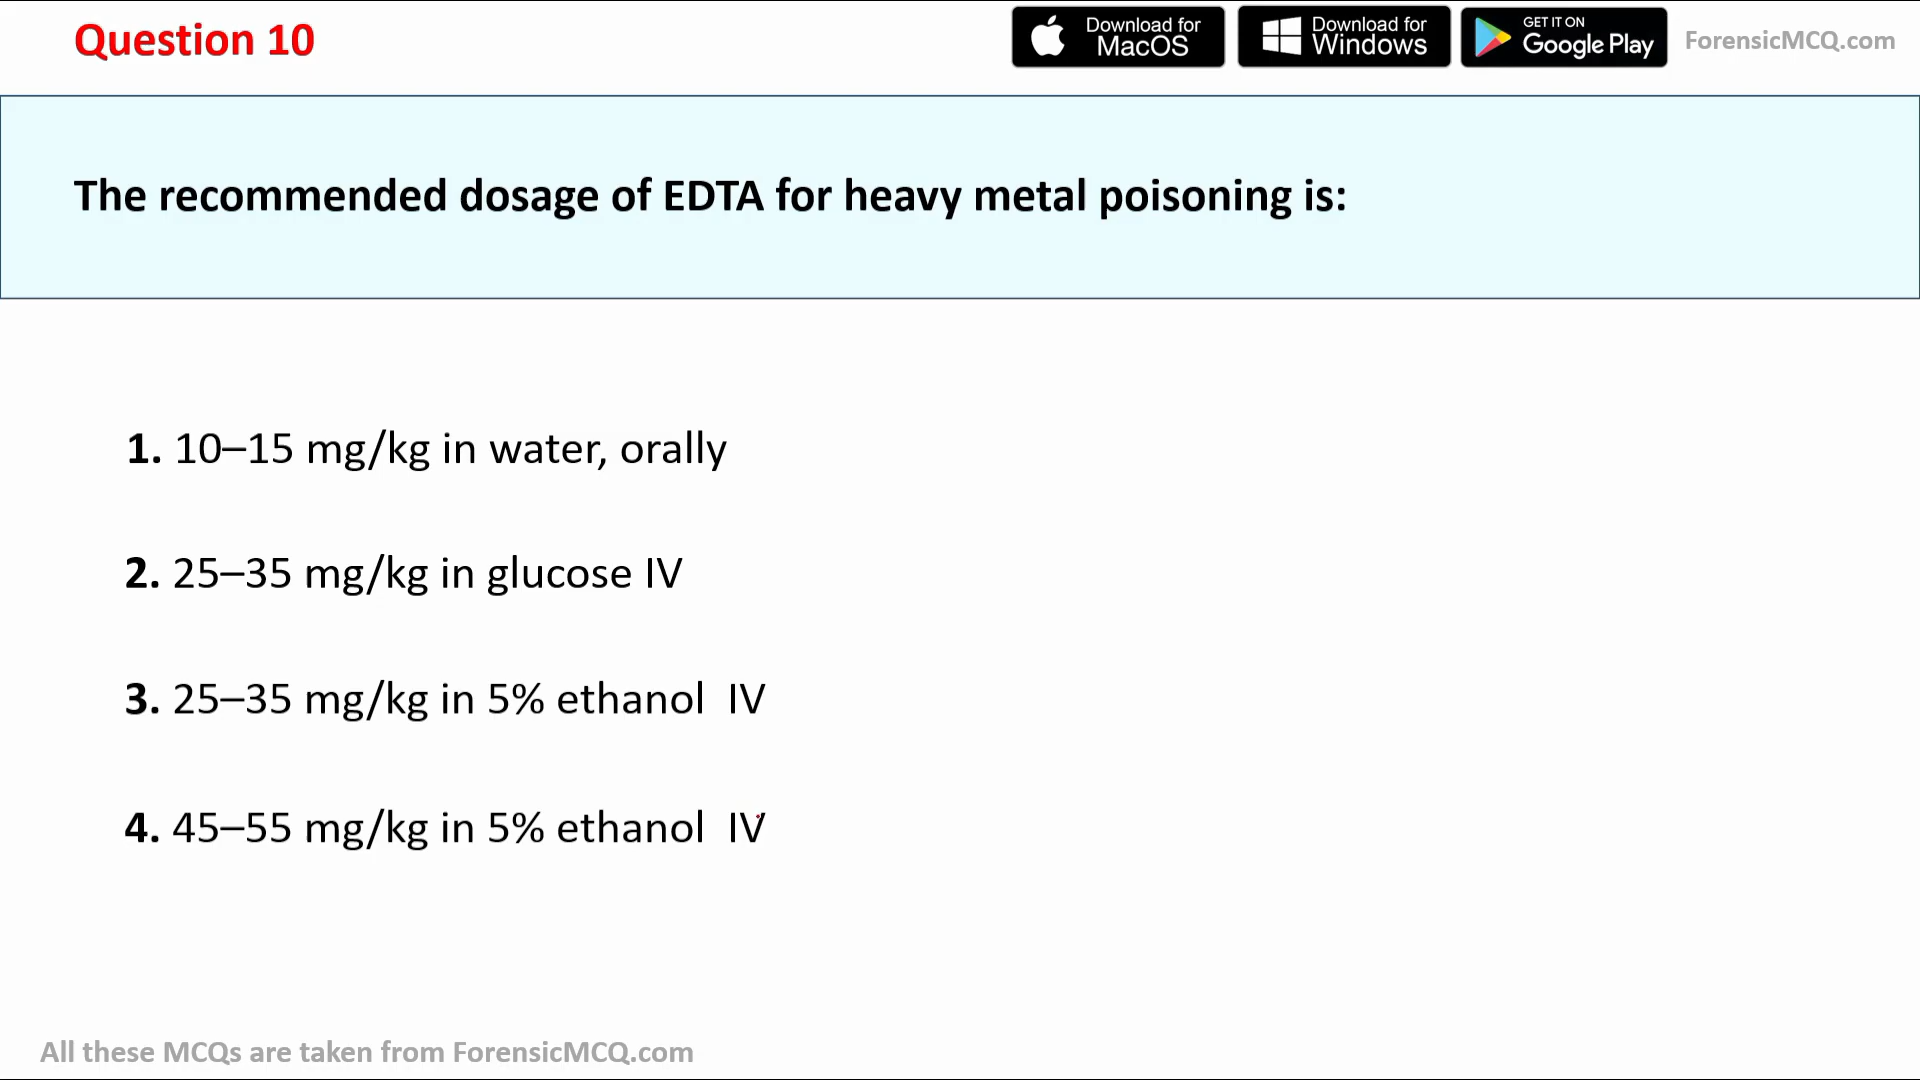 Question 10
Download for
MacOS
Download for
Windows
GET IT ON
Google Play
ForensicMCQ.com
The recommended dosage of EDTA for heavy metal poisoning is:
1. 10–15 mg/kg in water, orally
2. 25–35 mg/kg in glucose IV
3. 25–35 mg/kg in 5% ethanol  IV
4. 45–55 mg/kg in 5% ethanol  IV
All these MCQs are taken from ForensicMCQ.com